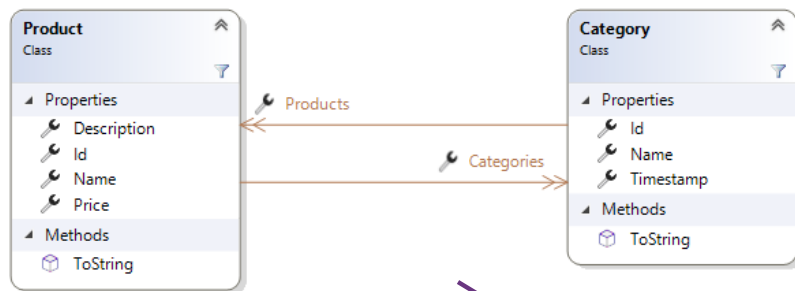 Product
Class
Properties
Description
Id
Name
Price
Methods
ToString
Products
Categories
Category
Class
Properties
Id
Name
Timestamp
Methods
ToString